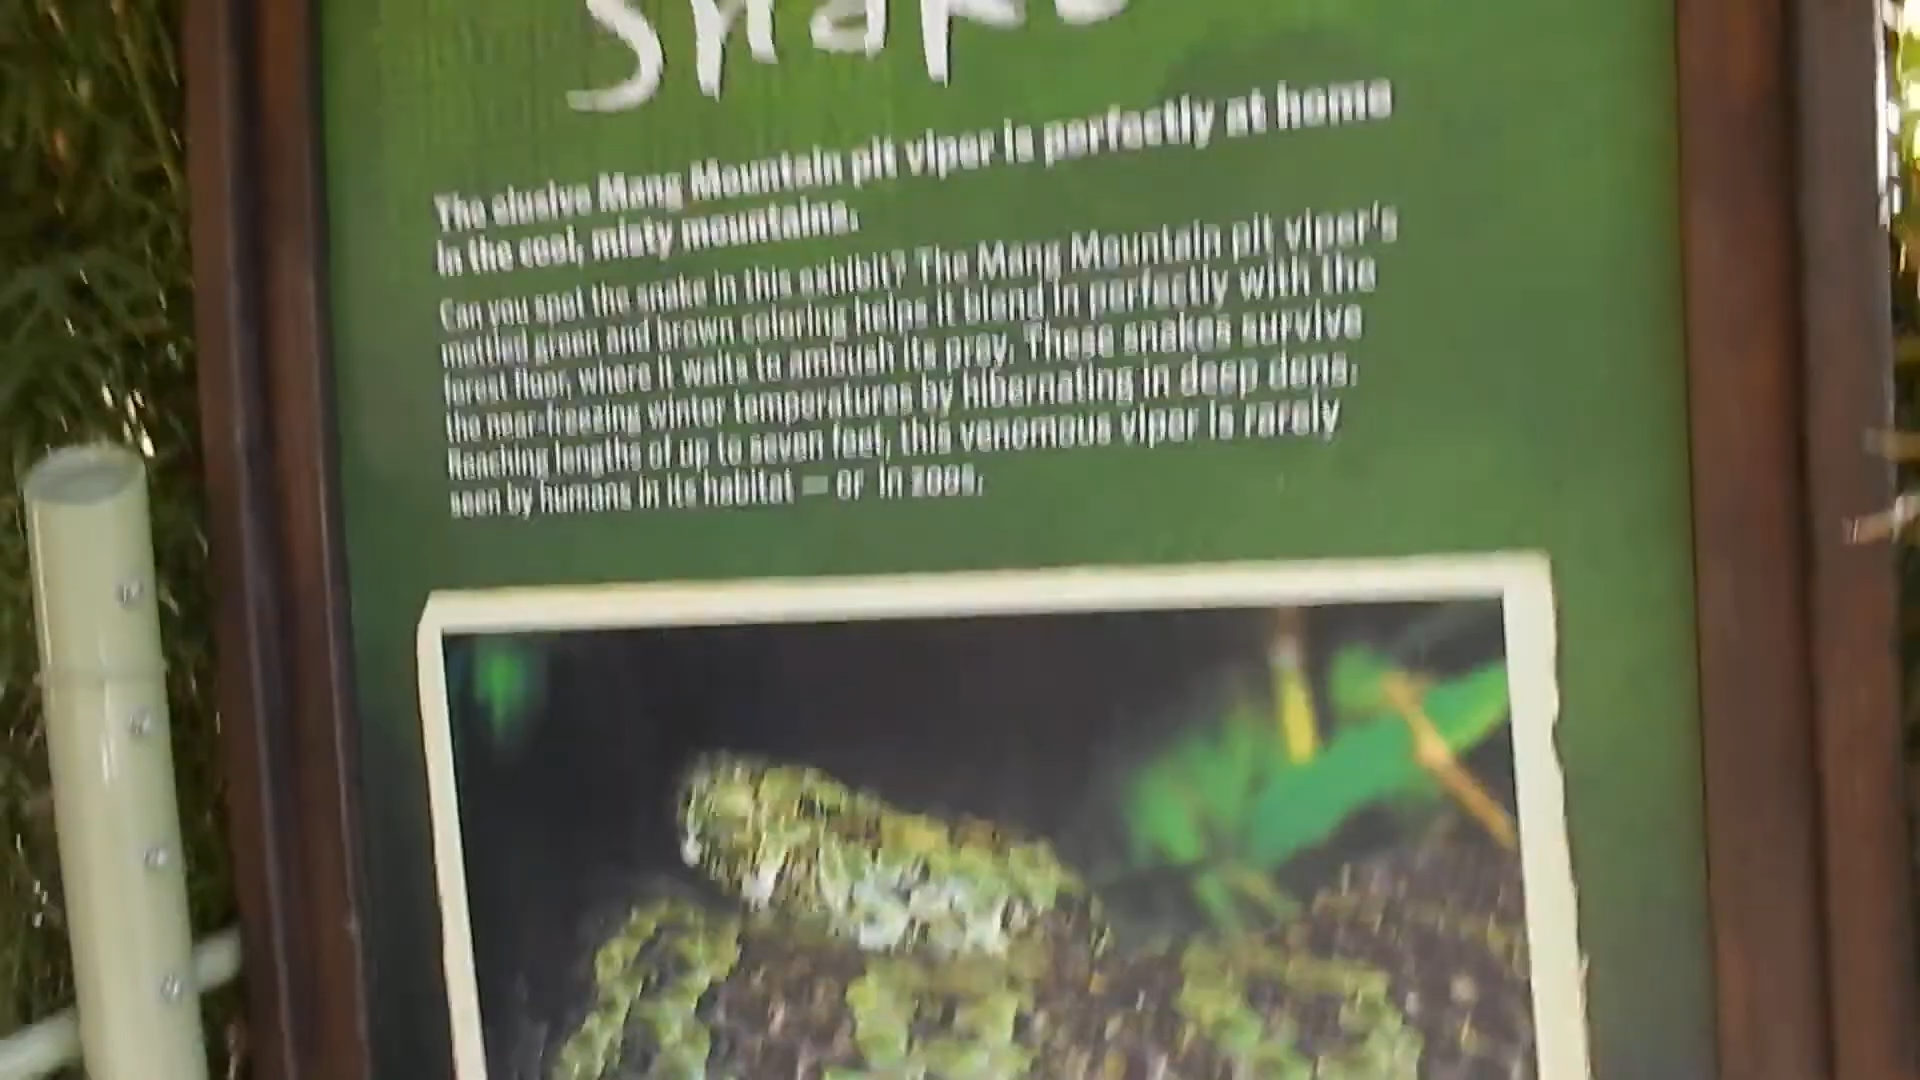 Snake
The elusive Mang Mountain pit viper is perfectly at home
in the cool, misty mountains.
Can you spot the snake in this exhibit? The Mang Mountain pit viper's
mottled green and brown coloring helps it blend in perfectly with the
forest floor, where it waits to ambush its prey. These snakes survive
the near-freezing winter temperatures by hibernating in deep dens.
Reaching lengths of up to seven feet, this venomous viper is rarely
seen by humans in its habitat — or in zoos.